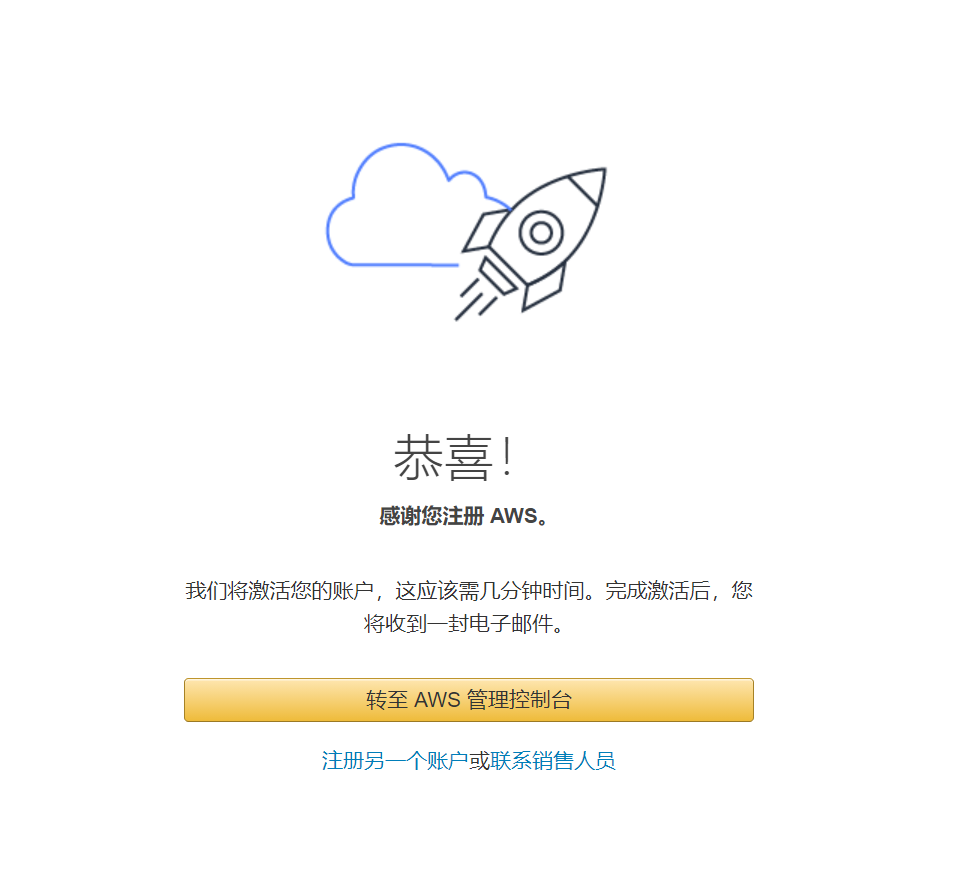 恭喜！
感谢您注册 AWS。
我们将激活您的账户，这应该需几分钟时间。完成激活后，您
将收到一封电子邮件。
转至 AWS 管理控制台
注册另一个账户或联系销售人员